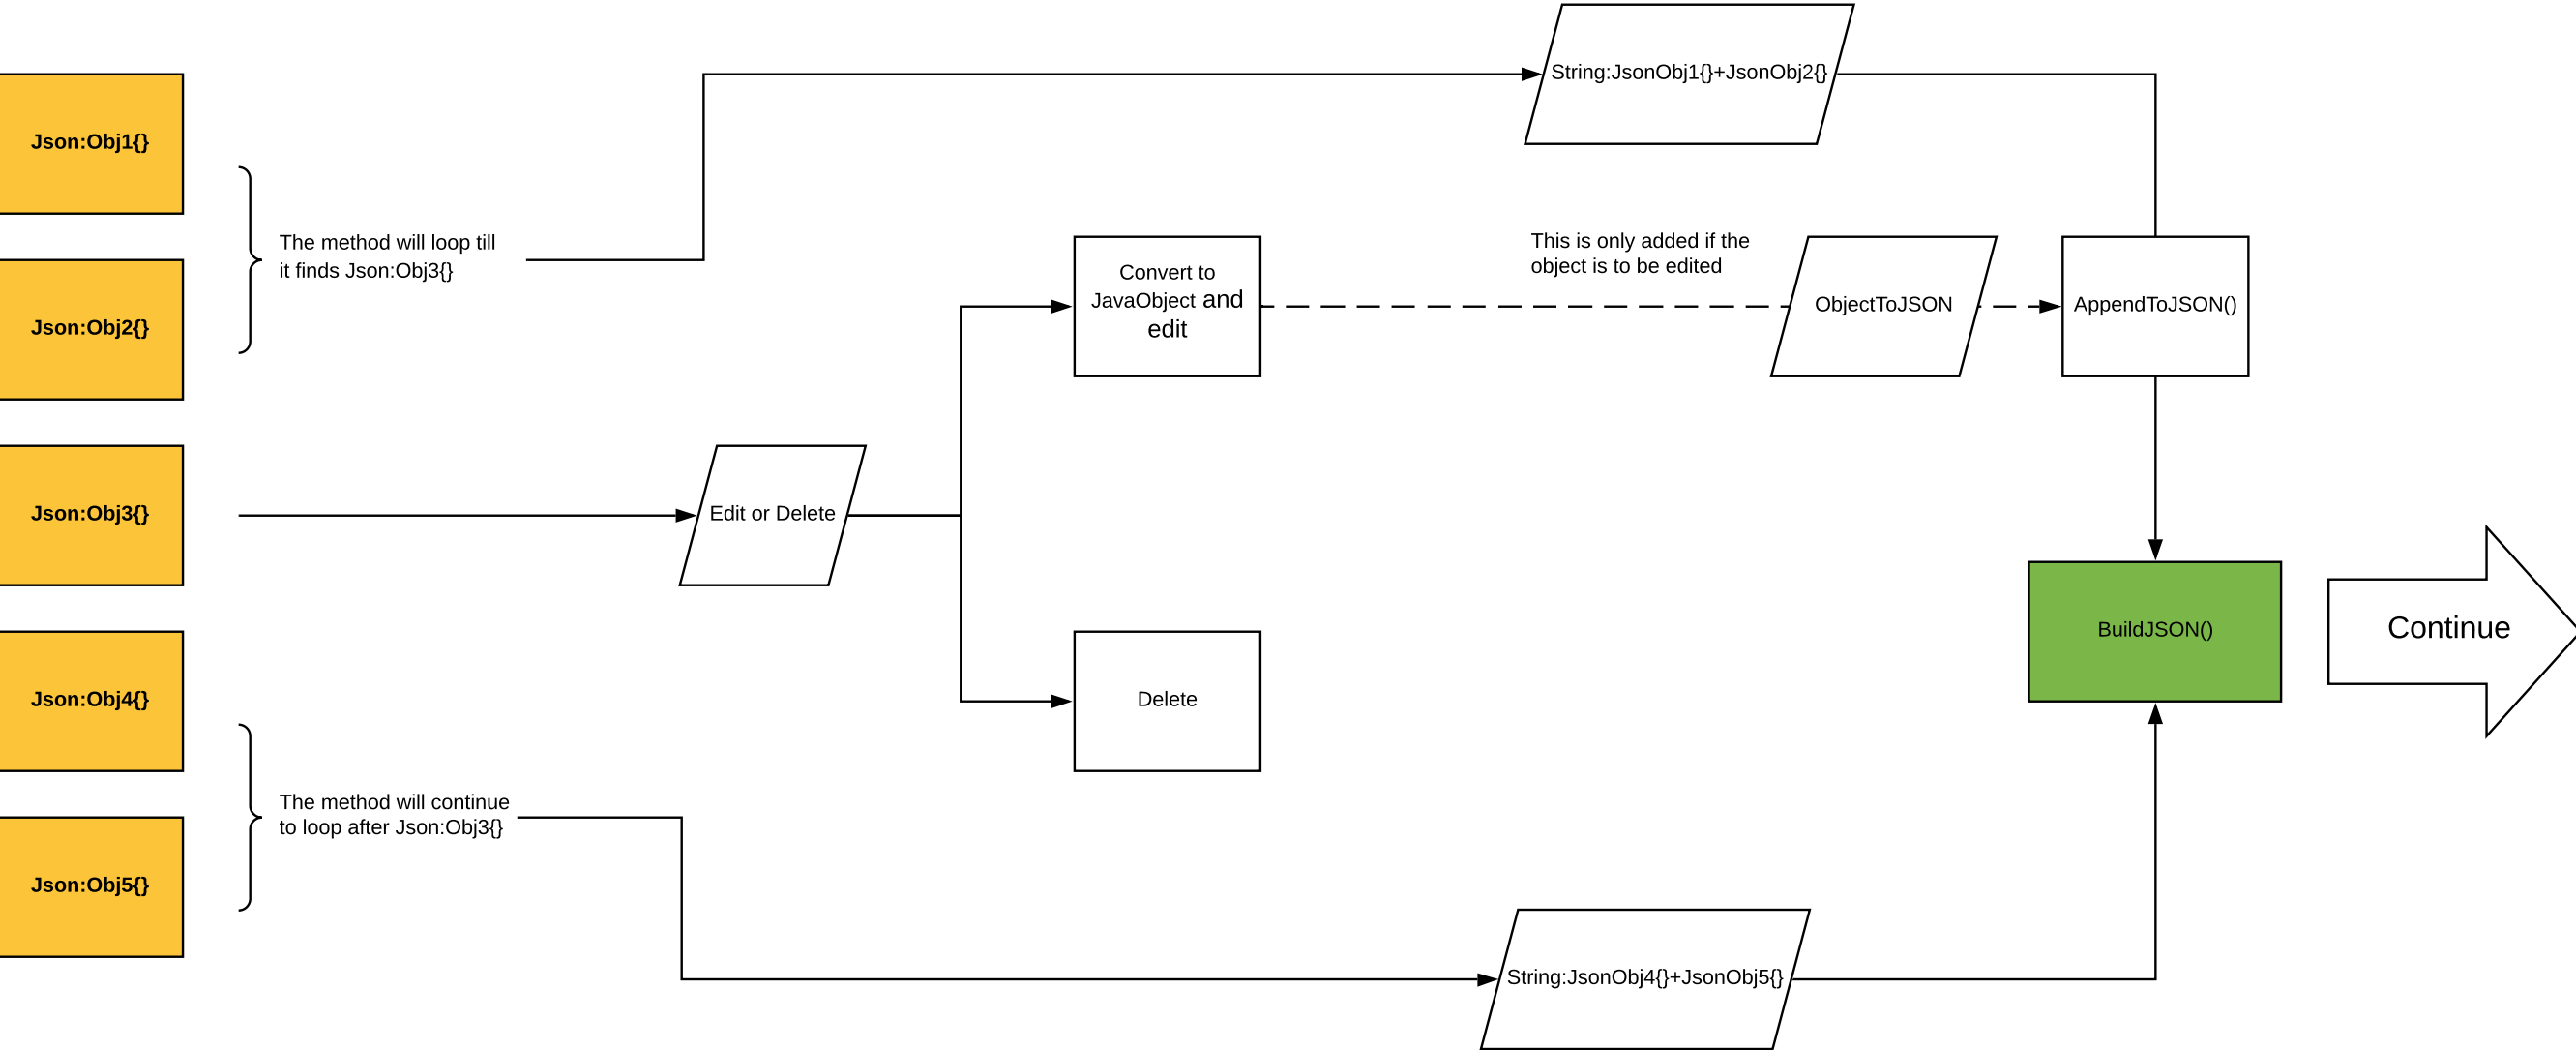 String:JsonObj1{}+JsonObj2{}
Json:Obj1{}
The method will loop till
it finds Json:Obj3{}
This is only added if the
object is to be edited
Convert to
JavaObject and
edit
ObjectToJSON
AppendToJSON()
Json:Obj2{}
Json:Obj3{}
Edit or Delete
BuildJSON()
Continue
Json:Obj4{}
Delete
The method will continue
to loop after Json:Obj3{}
Json:Obj5{}
String:JsonObj4{}+JsonObj5{}